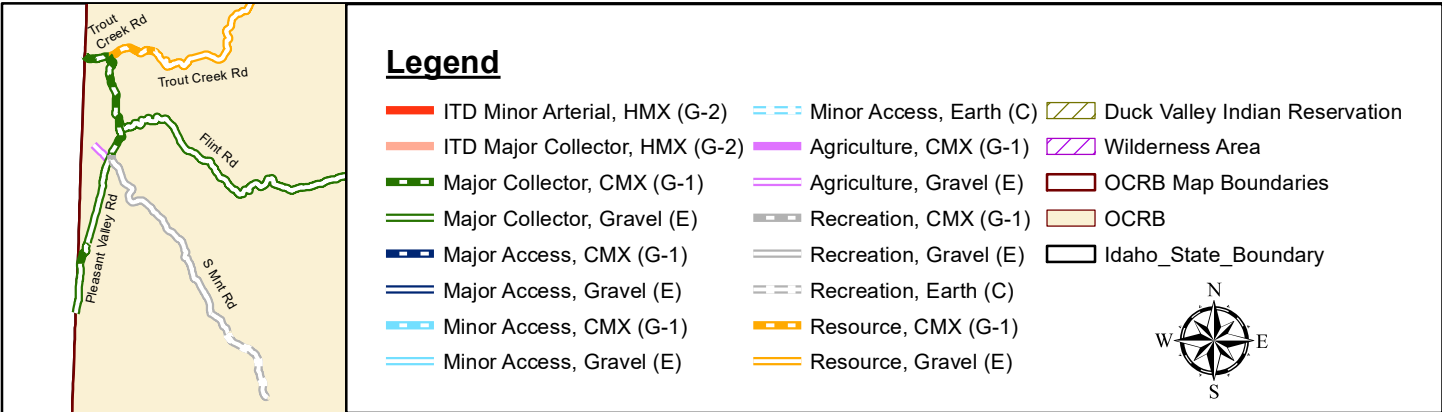 Trout
Creek Rd
Trout Creek Rd
Flint Rd
Pleasant Valley Rd
S Mnt Rd
Legend
ITD Minor Arterial, HMX (G-2)
ITD Major Collector, HMX (G-2)
Major Collector, CMX (G-1)
Major Collector, Gravel (E)
Major Access, CMX (G-1)
Major Access, Gravel (E)
Minor Access, CMX (G-1)
Minor Access, Gravel (E)
Minor Access, Earth (C)
Agriculture, CMX (G-1)
Agriculture, Gravel (E)
Recreation, CMX (G-1)
Recreation, Gravel (E)
Recreation, Earth (C)
Resource, CMX (G-1)
Resource, Gravel (E)
Duck Valley Indian Reservation
Wilderness Area
OCRB Map Boundaries
OCRB
Idaho_State_Boundary
N
W E
S